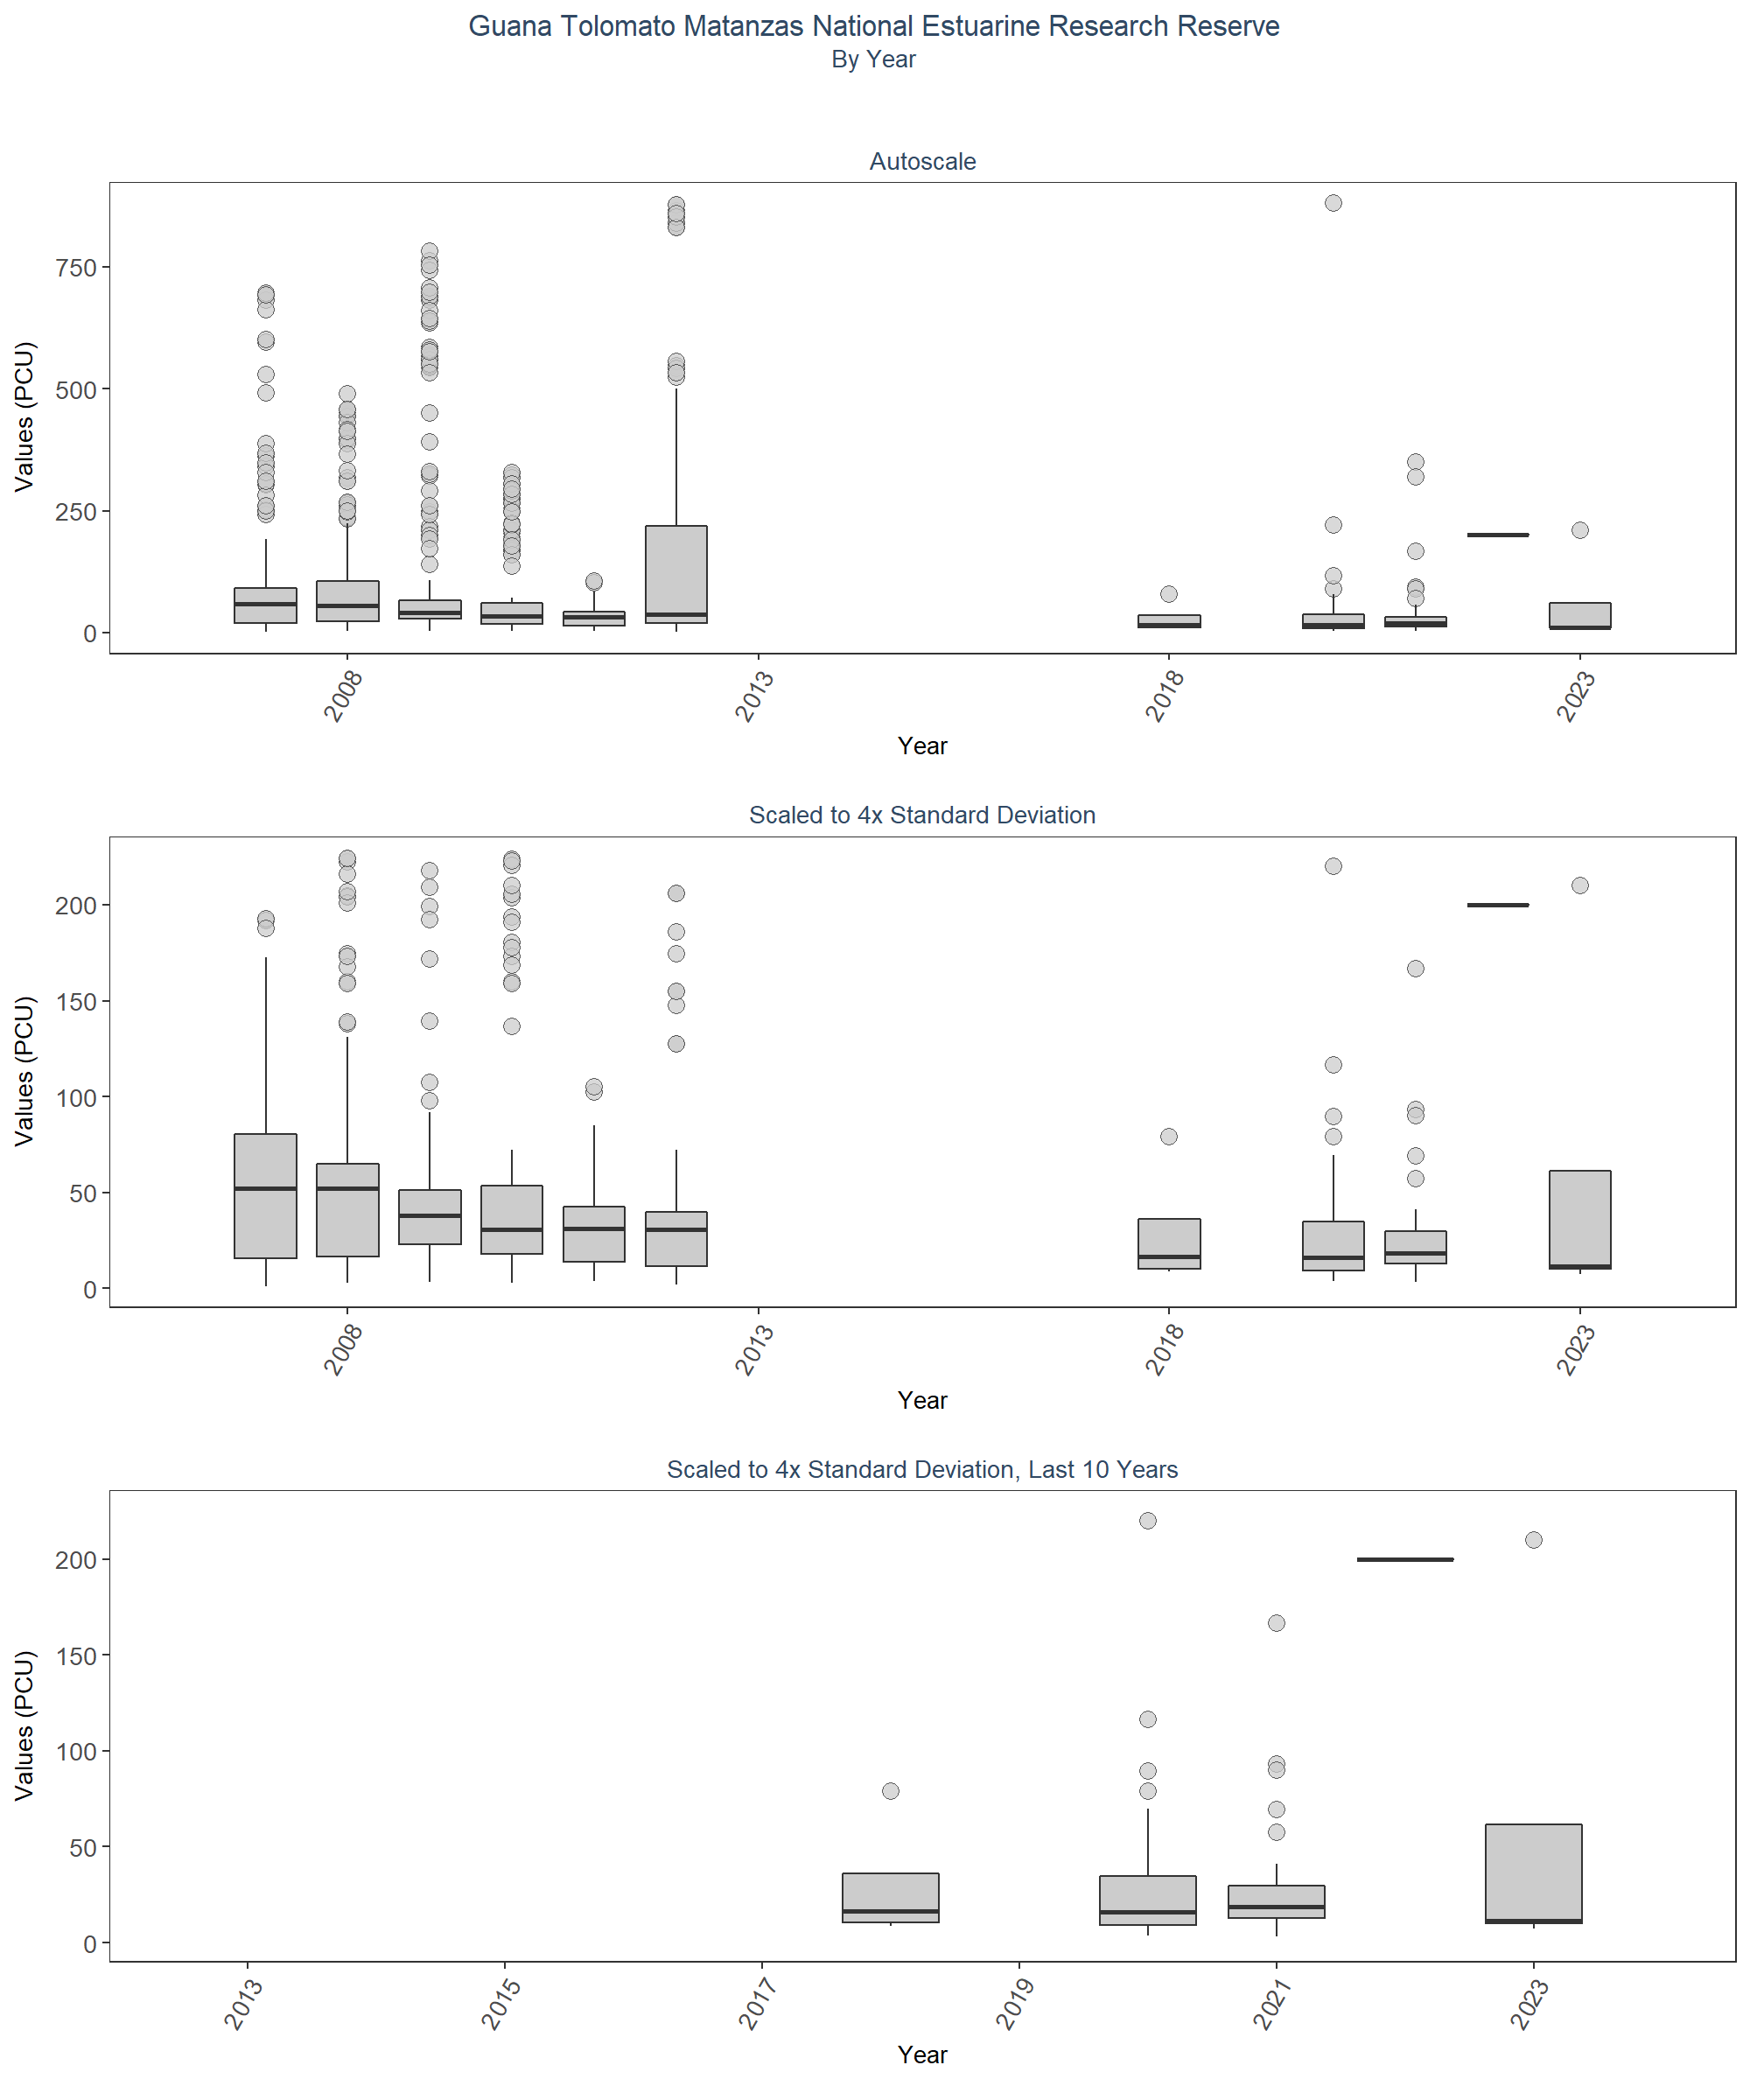 Guana Tolomato Matanzas National Estuarine Research Reserve
By Year
Autoscale
Values (PCU)
750
500
250
0
2008
2013
2018
2023
Year
Scaled to 4x Standard Deviation
Values (PCU)
200
150
100
50
0
2008
2013
2018
2023
Year
Scaled to 4x Standard Deviation, Last 10 Years
Values (PCU)
200
150
100
50
0
2013
2015
2017
2019
2021
2023
Year